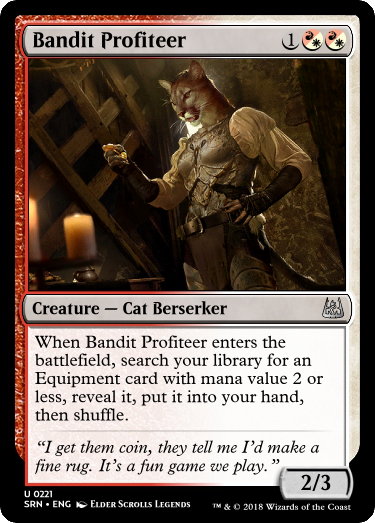 Bandit Profiteer 1
Creature — Cat Berserker
When Bandit Profiteer enters the
battlefield, search your library for an
Equipment card with mana value 2 or
less, reveal it, put it into your hand,
then shuffle.
“I get them coin, they tell me I’d make a
fine rug. It’s a fun game we play.”
2/3
U 0221
SRN • ENG Elder Scrolls Legends
™ & © 2018 Wizards of the Coast